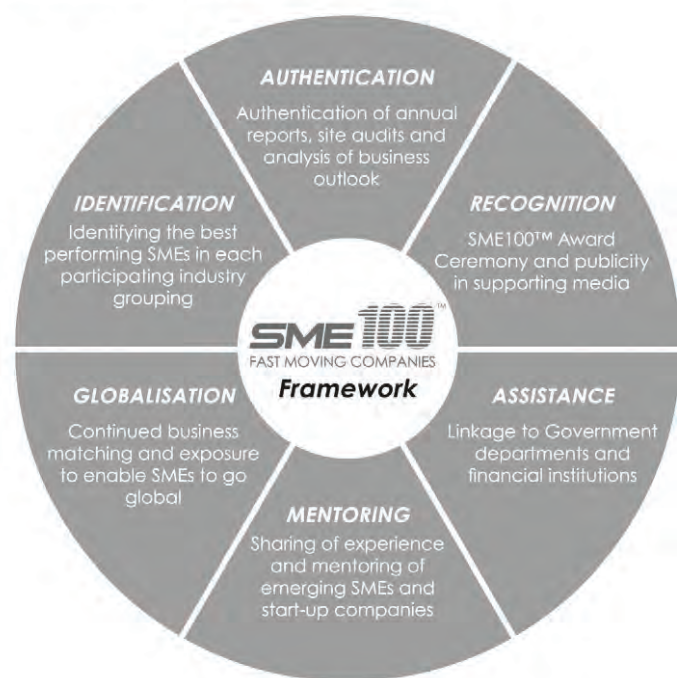 AUTHENTICATION
Authentication of annual
reports, site audits and
analysis of business
outlook
RECOGNITION
SME100™ Award
Ceremony and publicity
in supporting media
ASSISTANCE
Linkage to Government
departments and
financial institutions
MENTORING
Sharing of experience
and mentoring of
emerging SMEs and
start-up companies
GLOBALISATION
Continued business
matching and exposure
to enable SMEs to go
global
IDENTIFICATION
Identifying the best
performing SMEs in each
participating industry
grouping
SME100™
FAST MOVING COMPANIES
Framework